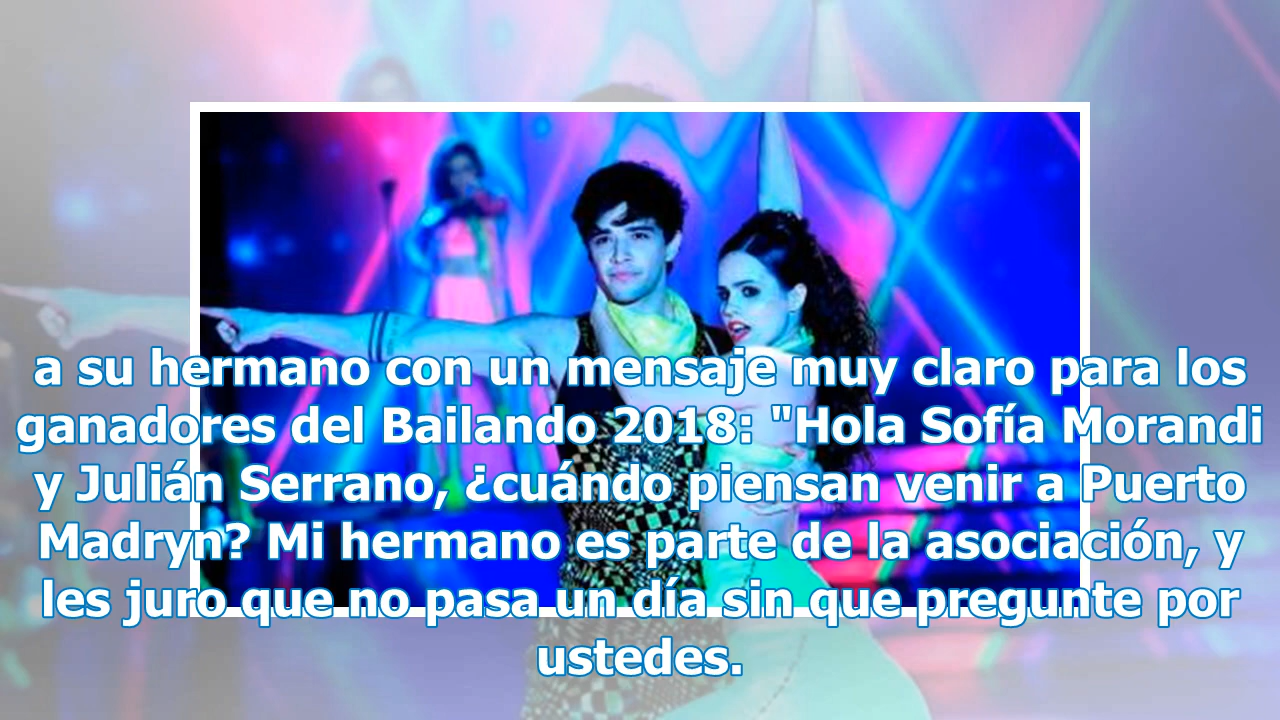 a su hermano con un mensaje muy claro para los
ganadores del Bailando 2018: "Hola Sofía Morandi
y Julián Serrano, ¿cuándo piensan venir a Puerto
Madryn? Mi hermano es parte de la asociación, y
les juro que no pasa un día sin que pregunte por
ustedes.